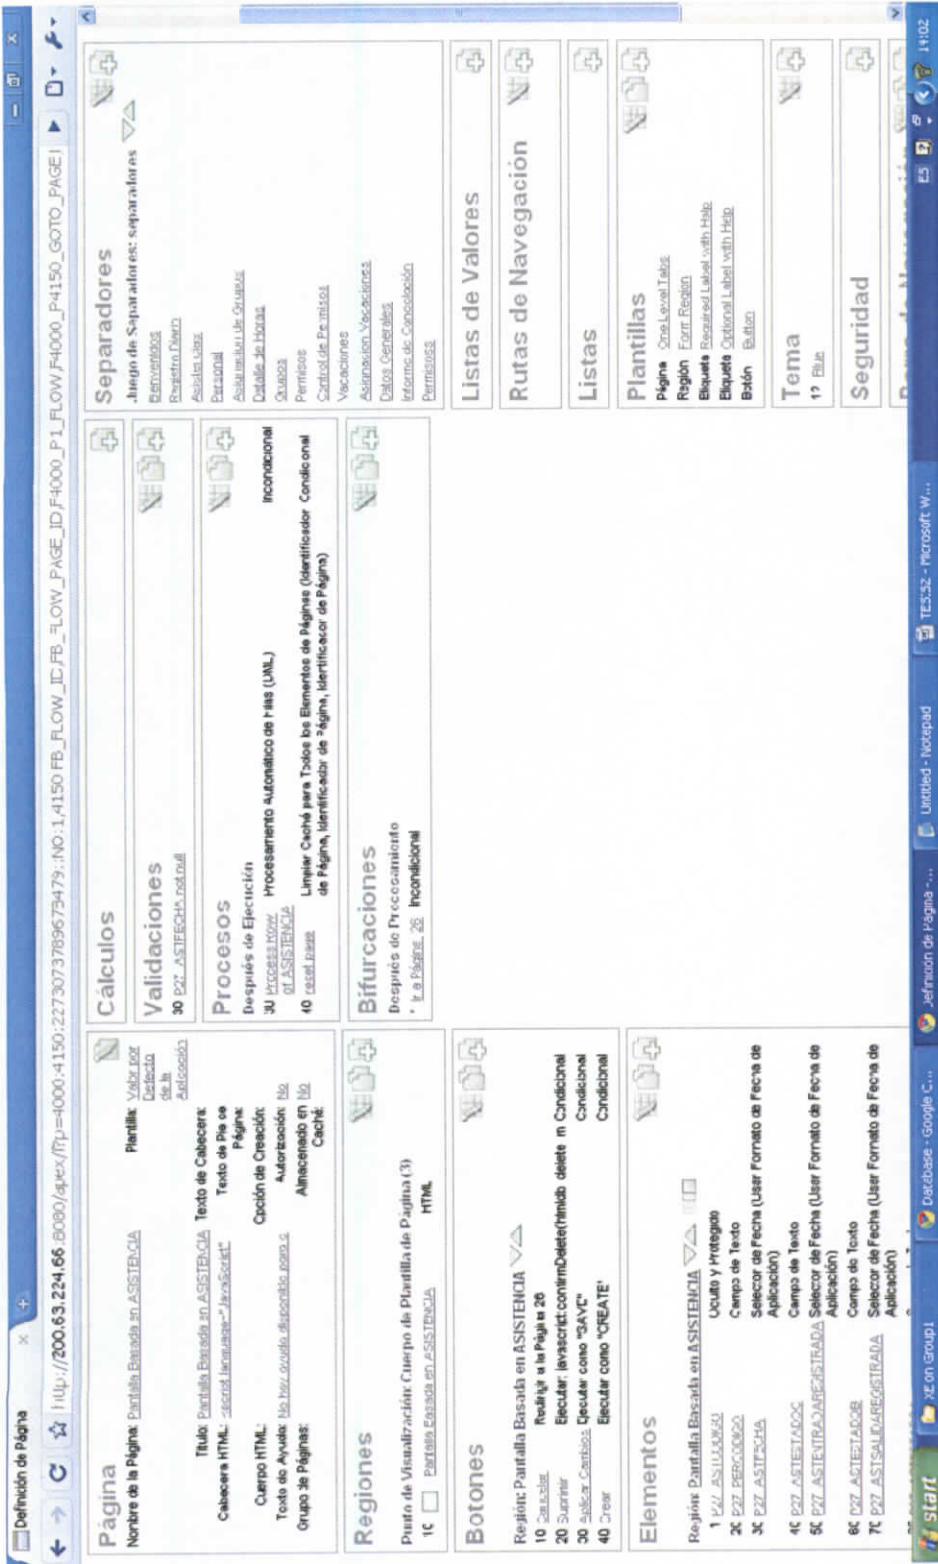 Definición de Página
http://200.63.224.66:8080/apex/f?p=4000:4150:2273073789673479::NO:1,4150:FB_FLOW_ID,FB_FLOW_PAGE_ID,F4000_P1_FLOW,F4000_P4150_GOTO_PAGE
Página
Nombre de la Página: Pantalla Basada en ASISTENCIA
Plantilla: Valor por Defecto de la Aplicación
Título: Pantalla Basada en ASISTENCIA
Texto de Cabecera:
Cabecera HTML: <script language="JavaScript"
Texto de Pie de Página:
Cuerpo HTML:
Opción de Creación:
Texto de Ayuda: No hay ayuda disponible para
Autorización: No
Grupo de Páginas:
Almacenado en Caché: No
Regiones
Punto de Visualización: Cuerpo de Plantilla de Página (3)
10 Pantalla Basada en ASISTENCIA HTML
Botones
Región: Pantalla Basada en ASISTENCIA
10 Cancelar Redirigir a la Página 26
20 Suprimir Ejecutar: javascript:confirmDelete(htmldb delete m Condicional
30 Aplicar Cambios Ejecutar como "SAVE" Condicional
40 Crear Ejecutar como "CREATE" Condicional
Elementos
Región: Pantalla Basada en ASISTENCIA
1 Oculto y Protegido
20 P27_PERCODIGO Campo de Texto
30 P27_ASTFECHA Selector de Fecha (User Formato de Fecha de Aplicación)
40 P27_ASTESTADOC Campo de Texto
50 P27_ASTENTRADAREGISTRADA Selector de Fecha (User Formato de Fecha de Aplicación)
60 P27_ASTESTADOB Campo de Texto
70 P27_ASTSALIDAREGISTRADA Selector de Fecha (User Formato de Fecha de Aplicación)
Cálculos
Validaciones
30 P27_ASTFECHA not null
Procesos
Después de Ejecución
30 Process Row of ASISTENCIA Procesamiento Automático de Filas (DML) Incondicional
40 reset page Limpiar Caché para Todos los Elementos de Páginas (Identificador de Página, Identificador de Página, Identificador de Página) Condicional
Bifurcaciones
Después de Procesamiento
Ir a Página 26 Incondicional
Separadores
Juego de Separadores: separadores
Bienvenidos
Registro Diario
Personal
Asignacion de Grupos
Detalle de Horas
Grupos
Permisos
Control de Permisos
Vacaciones
Asignacion Vacaciones
Datos Generales
Informe de Cancelación
Permisoss
Listas de Valores
Rutas de Navegación
Listas
Plantillas
Página One Level Tabs
Región Form Region
Etiqueta Required Label with Help
Etiqueta Optional Label with Help
Botón Button
Tema
12 Blue
Seguridad
start
XE on Group1
Database - Google C...
Definición de Página -...
Untitled - Notepad
TES:52 - Microsoft W...
ES
14:02